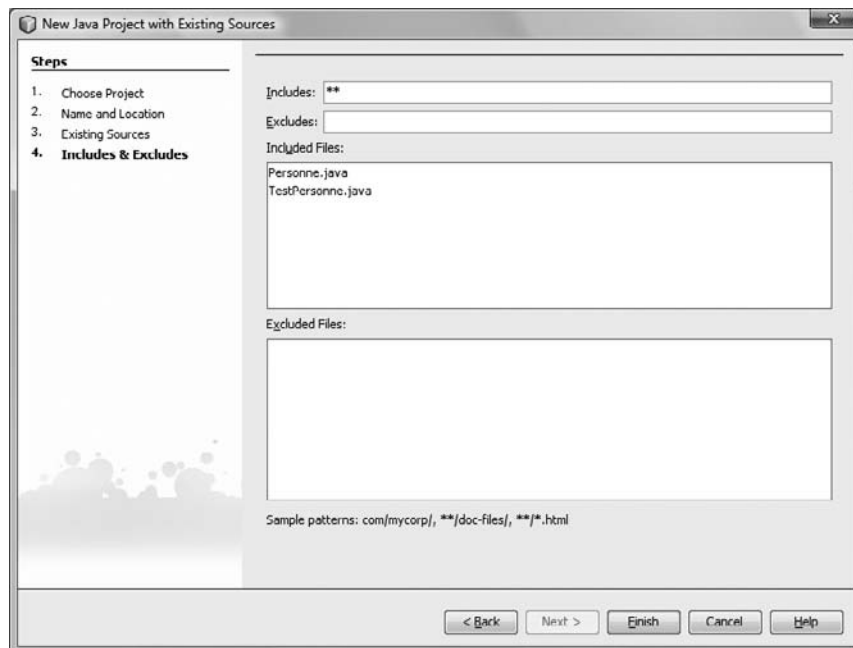 New Java Project with Existing Sources
Steps
1. Choose Project
2. Name and Location
3. Existing Sources
4. Includes & Excludes
Includes: **
Excludes:
Included Files:
Personne.java
TestPersonne.java
Excluded Files:
Sample patterns: com/mycorp/, **/doc-files/, **/*.html
< Back Next > Finish Cancel Help